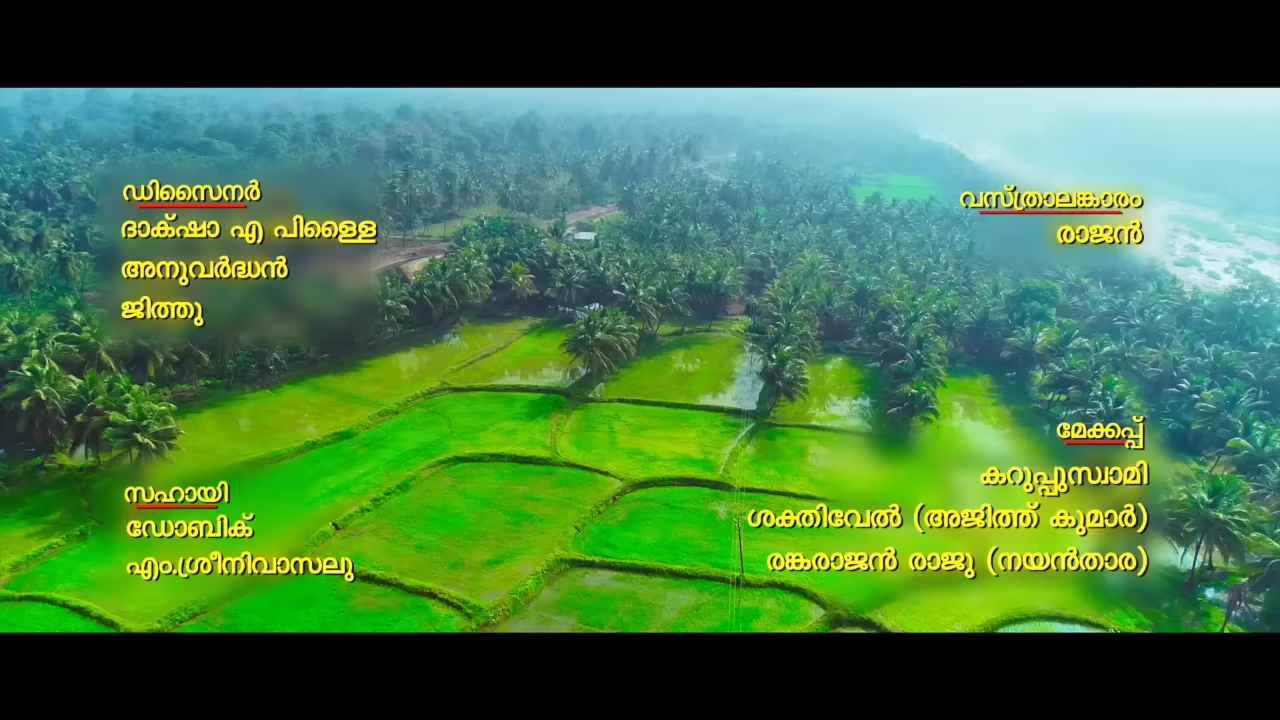 ഡിസൈനർ
ദാക്ഷാ എ പിള്ളൈ
അനുവർദ്ധൻ
ജിത്തു
വസ്ത്രാലങ്കാരം
രാജൻ
സഹായി
ഡോബിക്
എം.ശ്രീനിവാസലു
മേക്കപ്പ്
കറുപ്പുസ്വാമി
ശക്തിവേൽ (അജിത്ത് കുമാർ)
രങ്കരാജൻ രാജു (നയൻതാര)